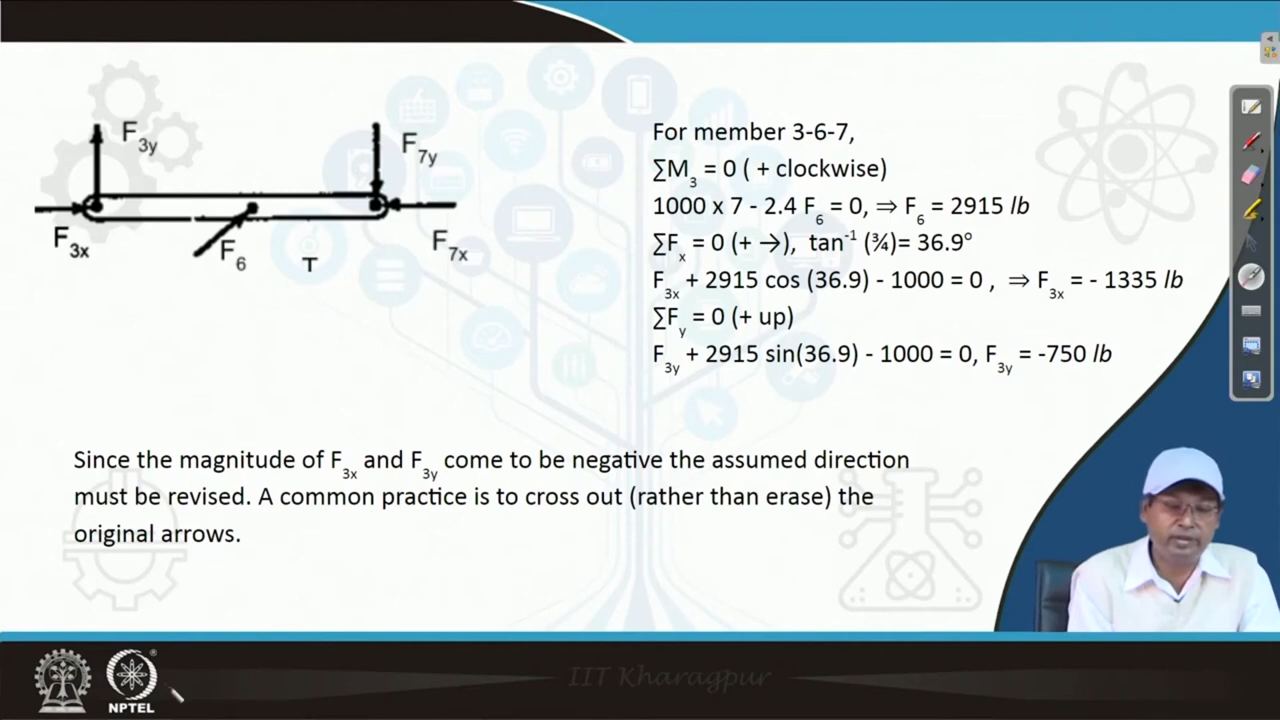 F3y
F7y
F3x
F6
T
F7x
For member 3-6-7,
∑M3 = 0 ( + clockwise)
1000 x 7 - 2.4 F6 = 0, ⇒ F6 = 2915 lb
∑Fx = 0 (+ →), tan-1 (¾)= 36.9°
F3x + 2915 cos (36.9) - 1000 = 0 , ⇒ F3x = - 1335 lb
∑Fy = 0 (+ up)
F3y + 2915 sin(36.9) - 1000 = 0, F3y = -750 lb
Since the magnitude of F3x and F3y come to be negative the assumed direction
must be revised. A common practice is to cross out (rather than erase) the
original arrows.
IIT Kharagpur
NPTEL